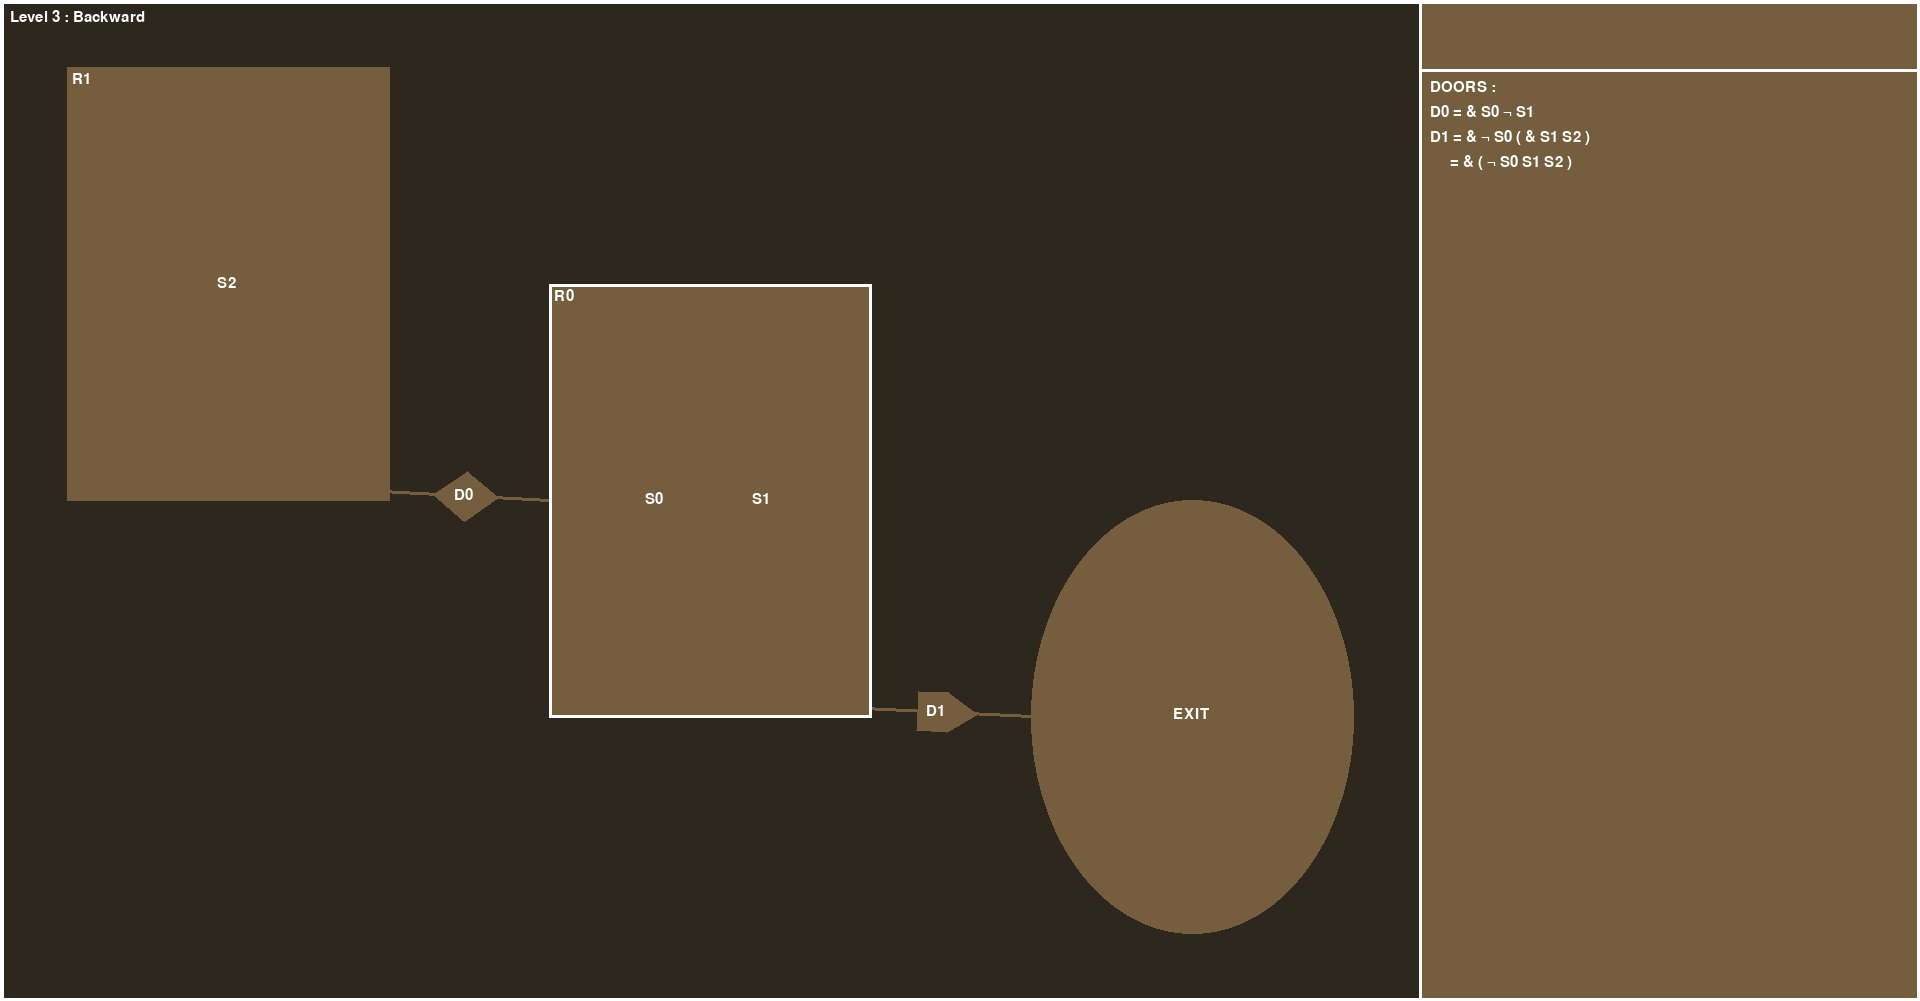 Level 3 : Backward
R1
S2
D0
R0
S0 S1
D1
EXIT
DOORS :
D0 = & S0 ¬ S1
D1 = & ¬ S0 ( & S1 S2 )
= & ( ¬ S0 S1 S2 )